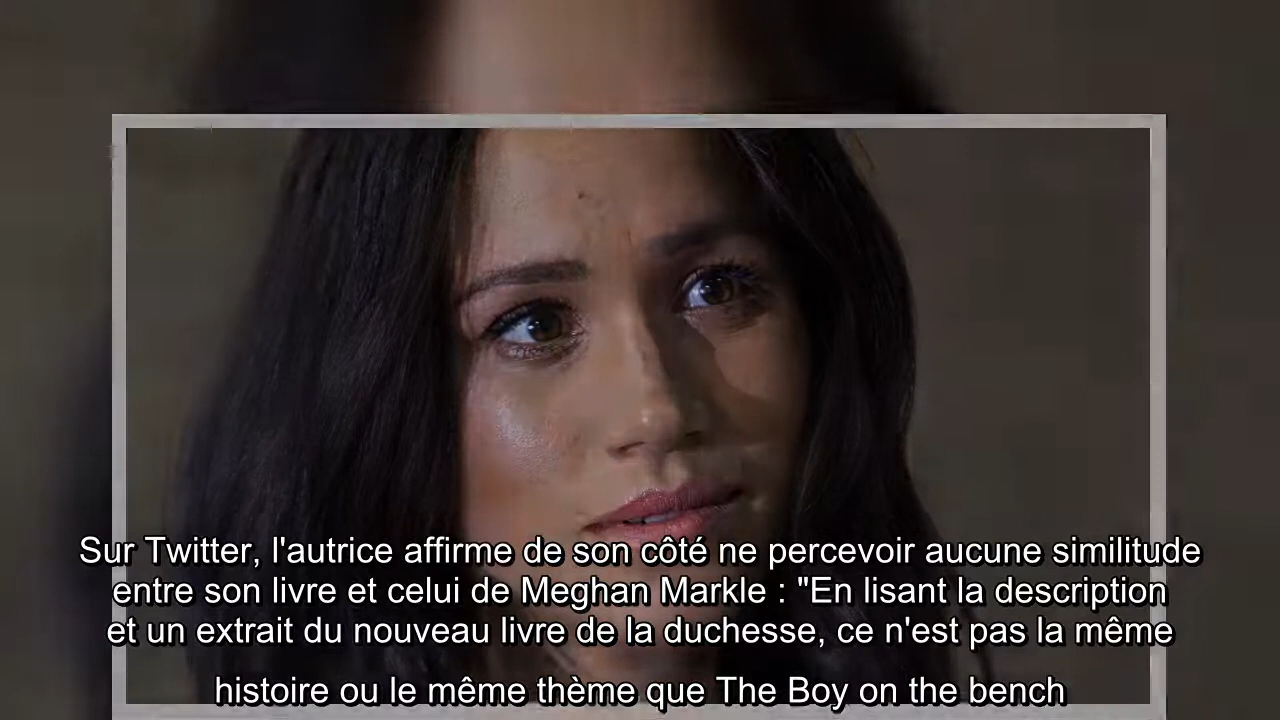 Sur Twitter, l'autrice affirme de son côté ne percevoir aucune similitude
entre son livre et celui de Meghan Markle : "En lisant la description
et un extrait du nouveau livre de la duchesse, ce n'est pas la même
histoire ou le même thème que The Boy on the bench